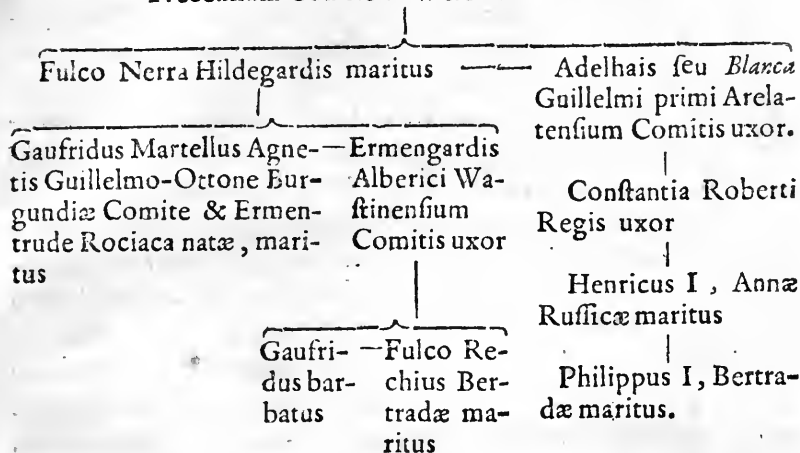 Fulco Nerra Hildegardis maritus
Adelhais ſeu Blanca
Guillelmi primi Arela-
tenſium Comitis uxor.
Gaufridus Martellus Agne-
tis Guillelmo-Ottone Bur-
gundiæ Comite & Ermen-
trude Rociaca natæ, mari-
tus
Ermengardis
Alberici Wa-
ſtinenſium
Comitis uxor
Conſtantia Roberti
Regis uxor
Henricus I, Annæ
Ruſſicæ maritus
Gaufri-
dus bar-
batus
Fulco Re-
chius Ber-
tradæ ma-
ritus
Philippus I, Bertra-
dæ maritus.